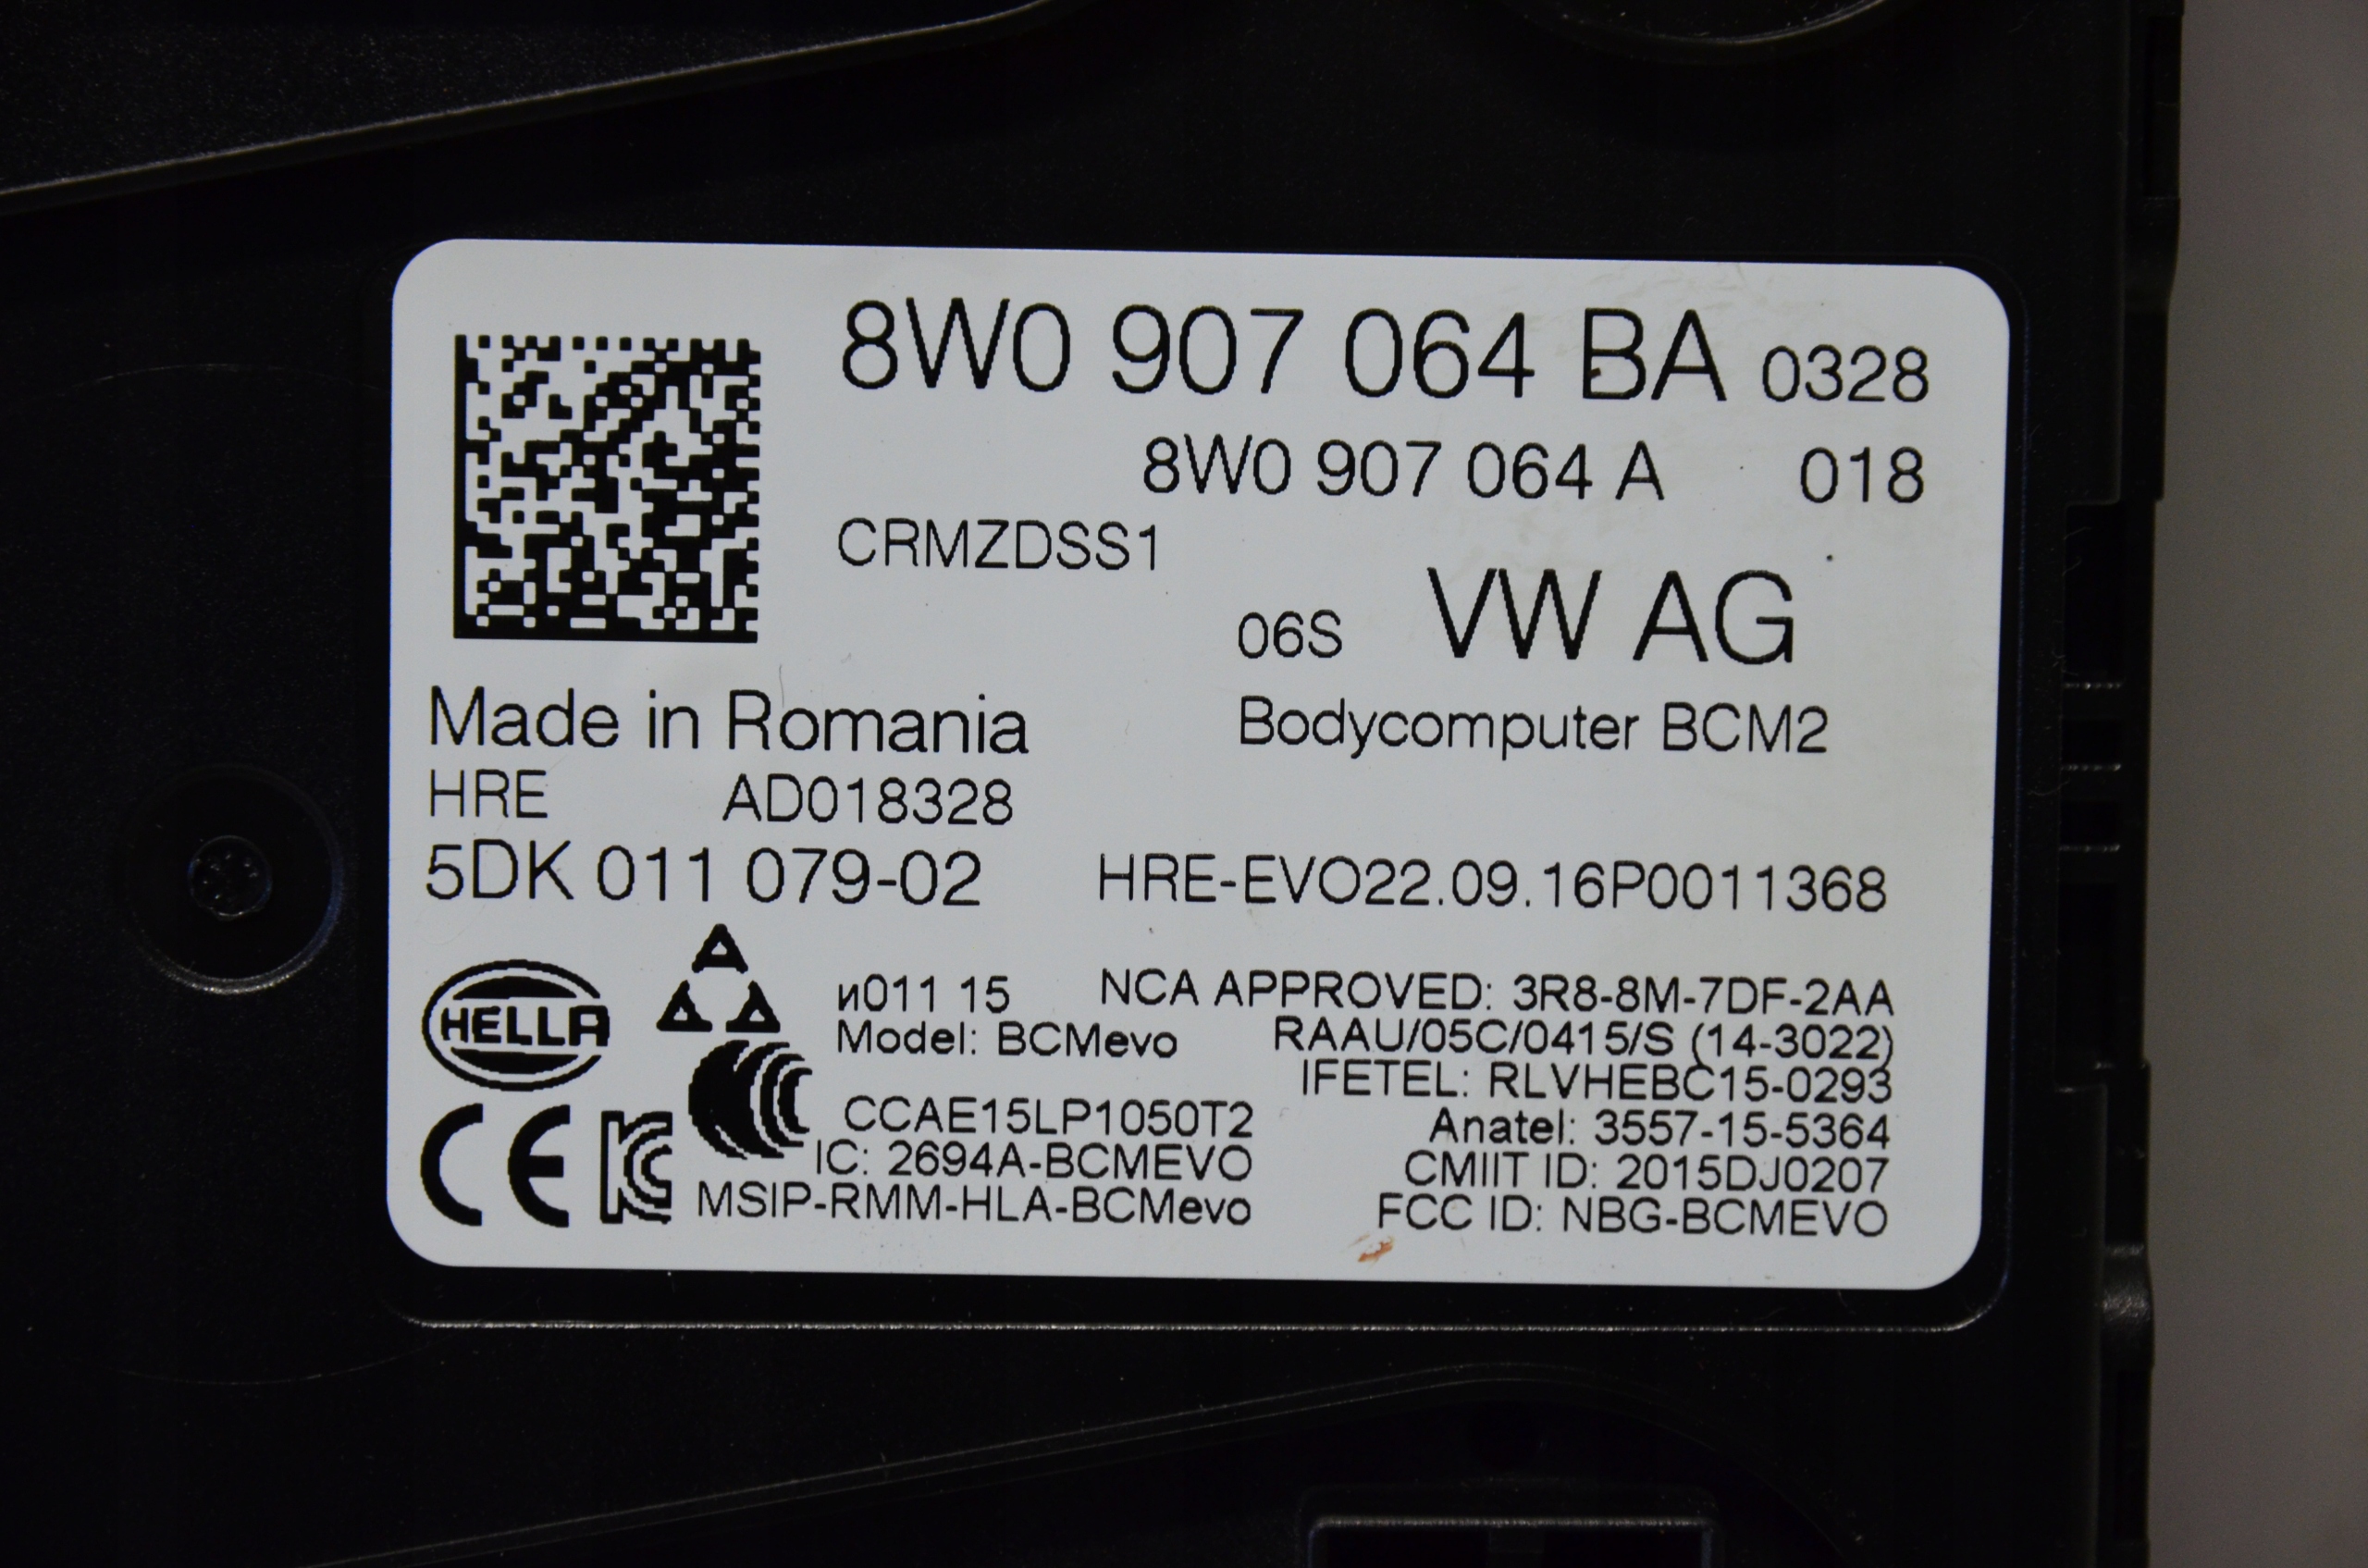 8W0 907 064 BA 0328
8W0 907 064 A 018
CRMZDSS1
06S VW AG
Made in Romania
Bodycomputer BCM2
HRE AD018328
5DK 011 079-02
HRE-EVO22.09.16P0011368
HELLA
и011 15
Model: BCMevo
NCA APPROVED: 3R8-8M-7DF-2AA
RAAU/05C/0415/S (14-3022)
IFETEL: RLVHEBC15-0293
CCAE15LP1050T2
Anatel: 3557-15-5364
IC: 2694A-BCMEVO
CMIIT ID: 2015DJ0207
CE
MSIP-RMM-HLA-BCMevo
FCC ID: NBG-BCMEVO